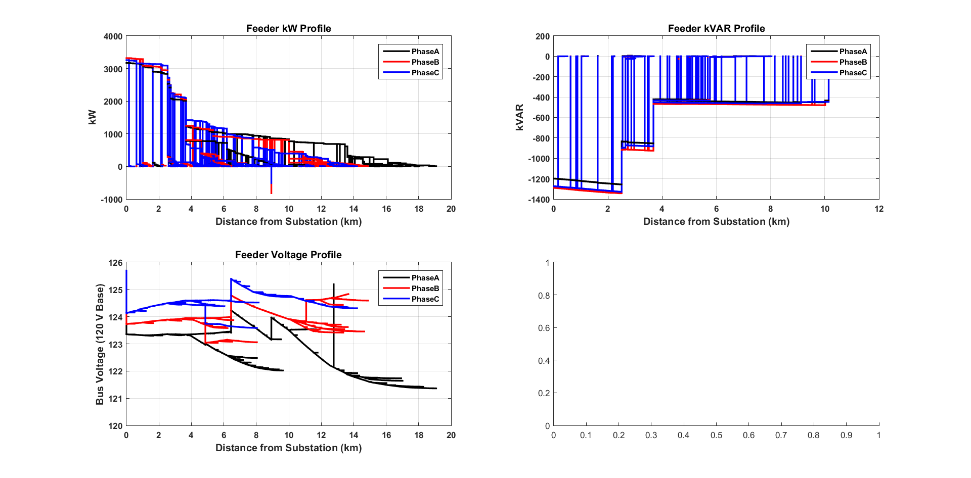 Feeder kW Profile
4000
3000
2000
1000
0
-1000
kW
PhaseA
PhaseB
PhaseC
0 2 4 6 8 10 12 14 16 18 20
Distance from Substation (km)
Feeder kVAR Profile
200
0
-200
-400
-600
-800
-1000
-1200
-1400
kVAR
PhaseA
PhaseB
PhaseC
0 2 4 6 8 10 12
Distance from Substation (km)
Feeder Voltage Profile
126
125
124
123
122
121
120
Bus Voltage (120 V Base)
PhaseA
PhaseB
PhaseC
0 2 4 6 8 10 12 14 16 18 20
Distance from Substation (km)
1
0.8
0.6
0.4
0.2
0
0 0.1 0.2 0.3 0.4 0.5 0.6 0.7 0.8 0.9 1